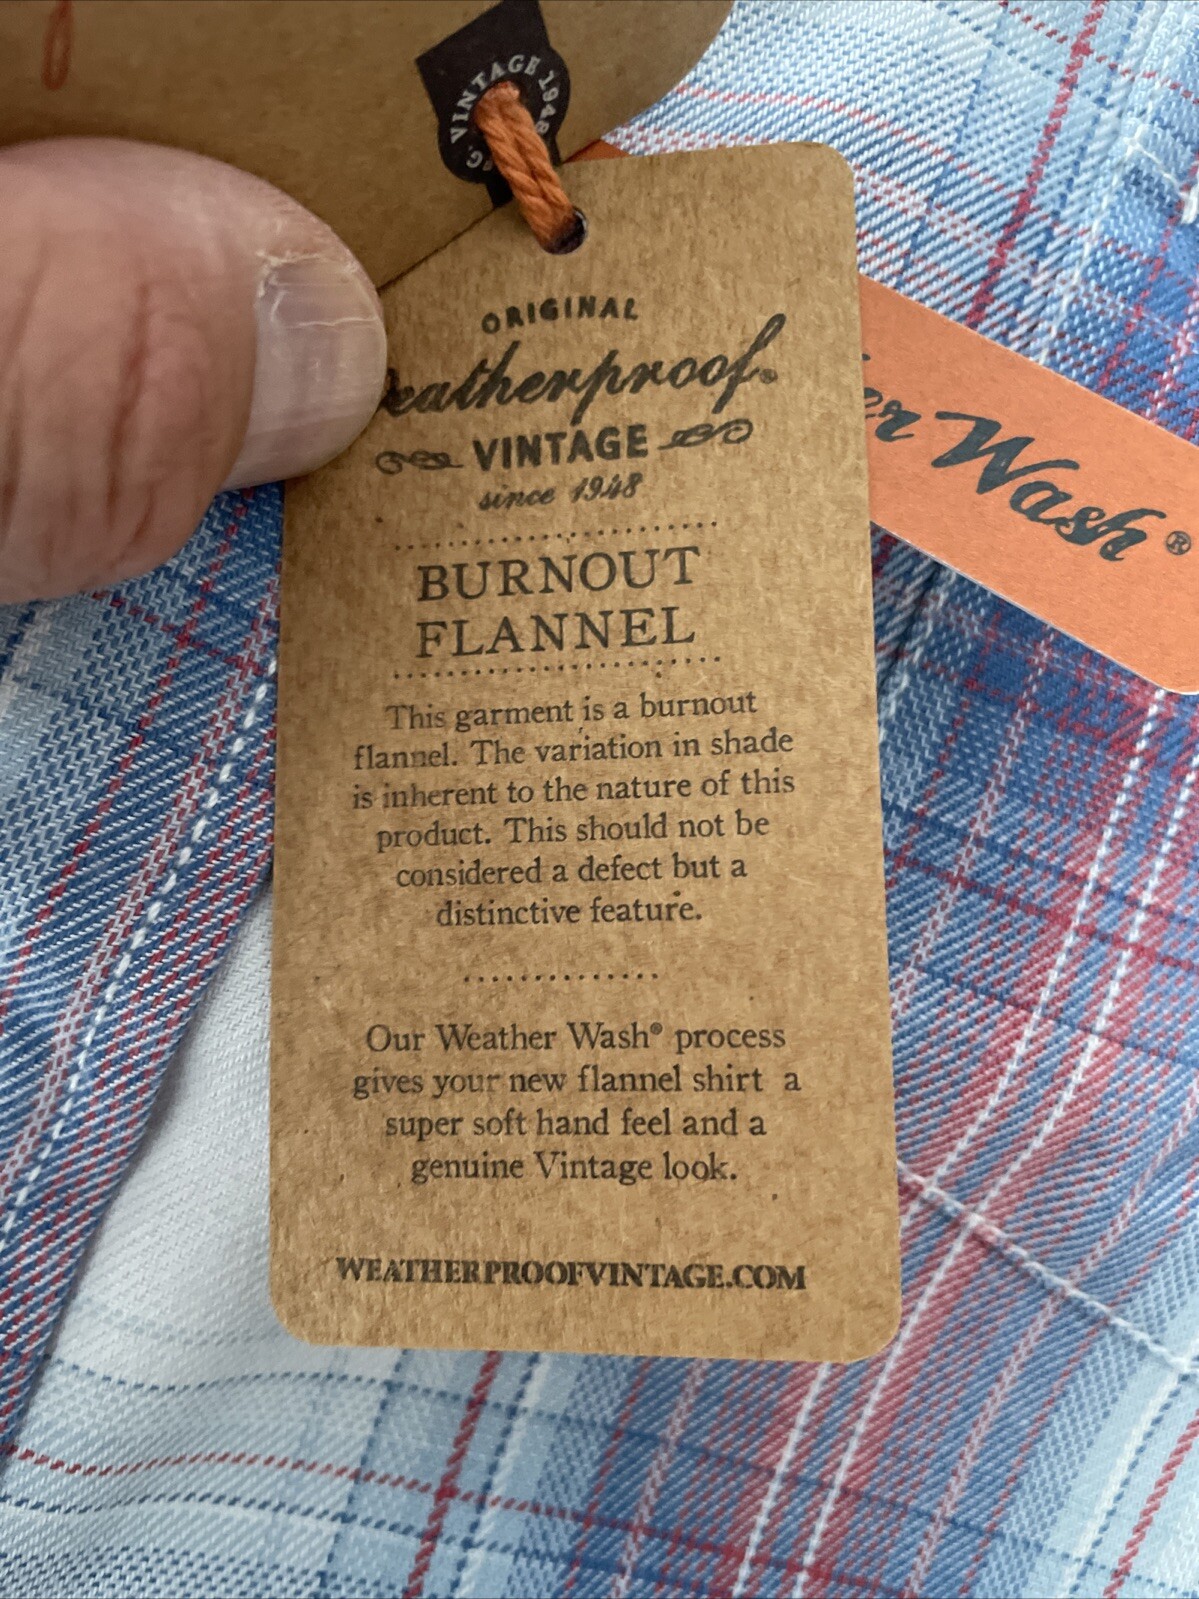 VINTAGE 1948
ORIGINAL
eatherproof®
VINTAGE
since 1948
BURNOUT
FLANNEL
This garment is a burnout
flannel. The variation in shade
is inherent to the nature of this
product. This should not be
considered a defect but a
distinctive feature.
Our Weather Wash® process
gives your new flannel shirt a
super soft hand feel and a
genuine Vintage look.
WEATHERPROOFVINTAGE.COM
er Wash®